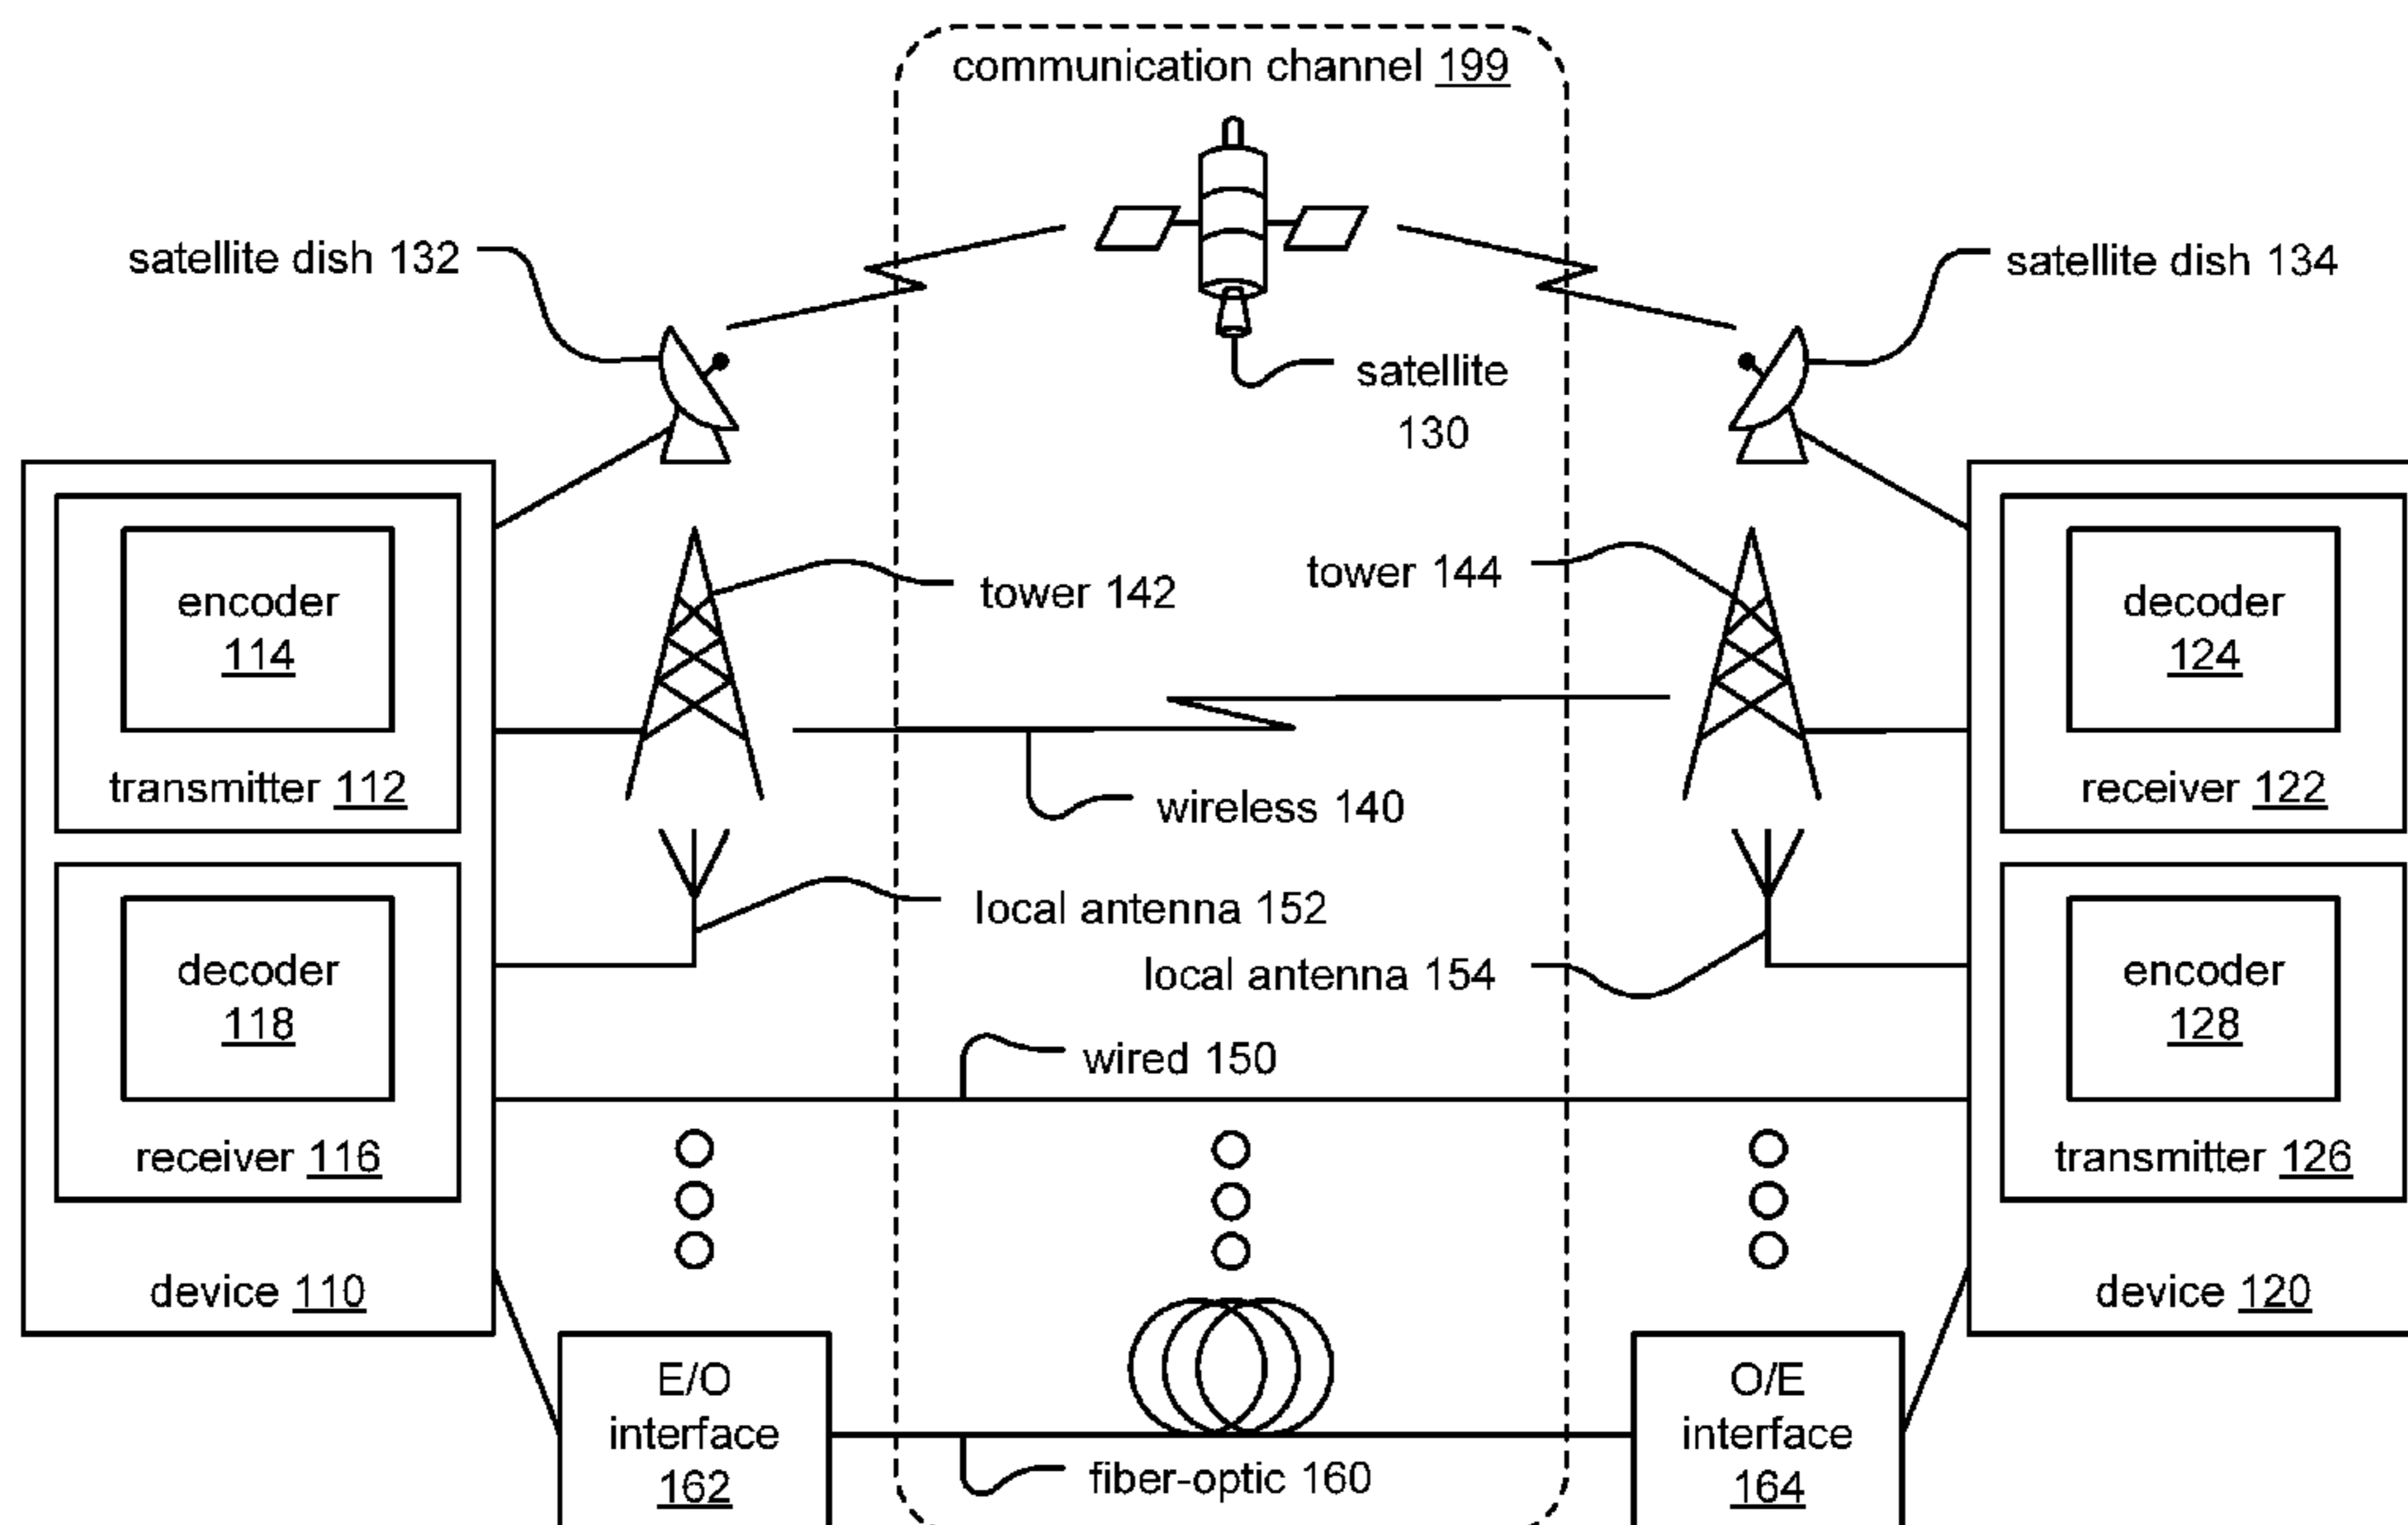 communication channel 199
satellite dish 132
satellite dish 134
satellite
130
encoder
114
transmitter 112
decoder
118
receiver 116
device 110
tower 142
tower 144
wireless 140
local antenna 152
local antenna 154
wired 150
decoder
124
receiver 122
encoder
128
transmitter 126
device 120
E/O
interface
162
fiber-optic 160
O/E
interface
164